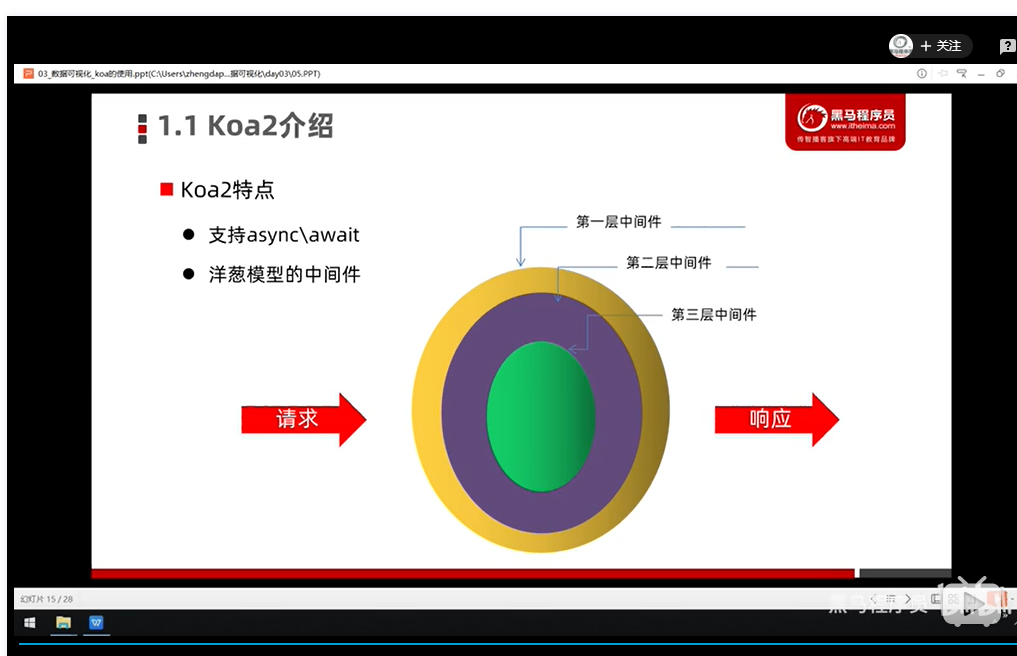 + 关注
?
03_数据可视化_koa的使用.ppt(C:\Users\zhengdap...据可视化\day03\05.PPT)
1.1 Koa2介绍
黑马程序员
www.itheima.com
传智播客旗下高端IT教育品牌
Koa2特点
支持async\await
洋葱模型的中间件
第一层中间件
第二层中间件
第三层中间件
请求
响应
幻灯片 15 / 28
黑马程序员
W